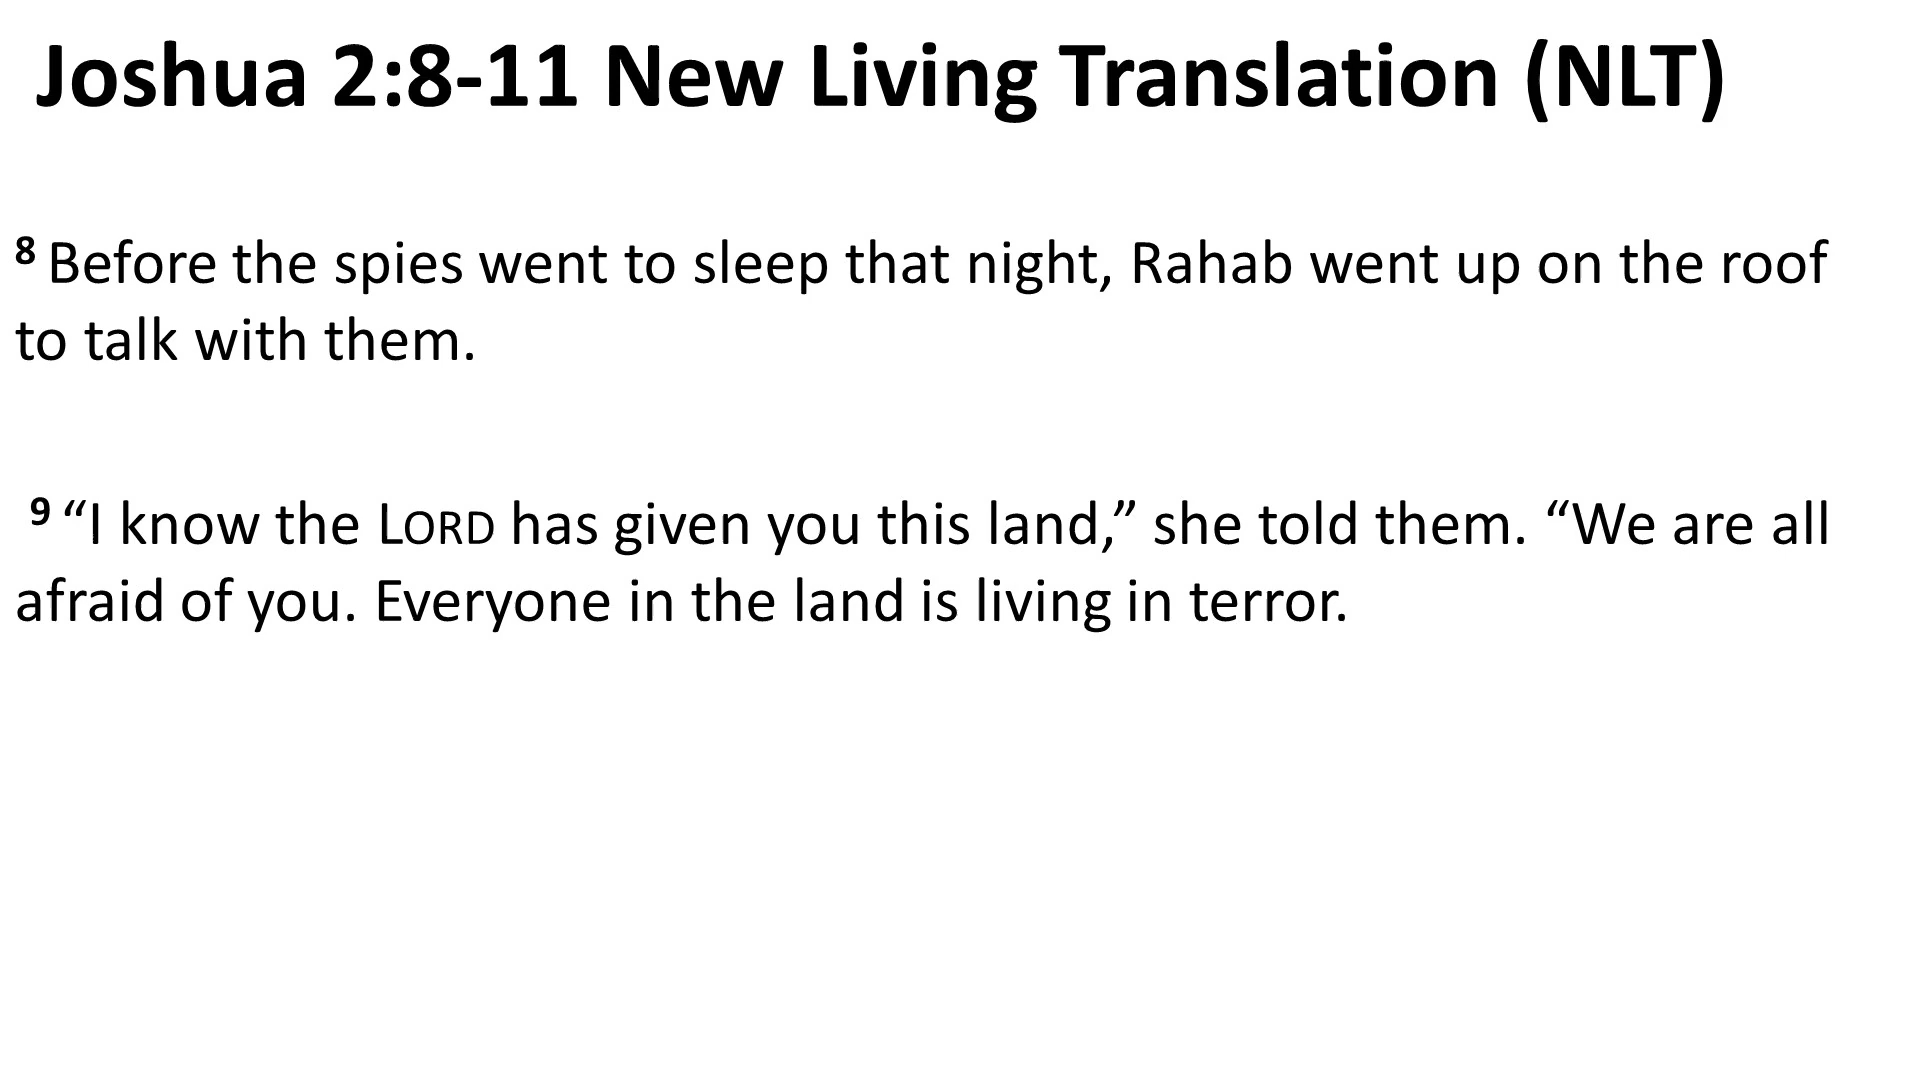 Joshua 2:8-11 New Living Translation (NLT)
8 Before the spies went to sleep that night, Rahab went up on the roof
to talk with them.
9 “I know the LORD has given you this land,” she told them. “We are all
afraid of you. Everyone in the land is living in terror.